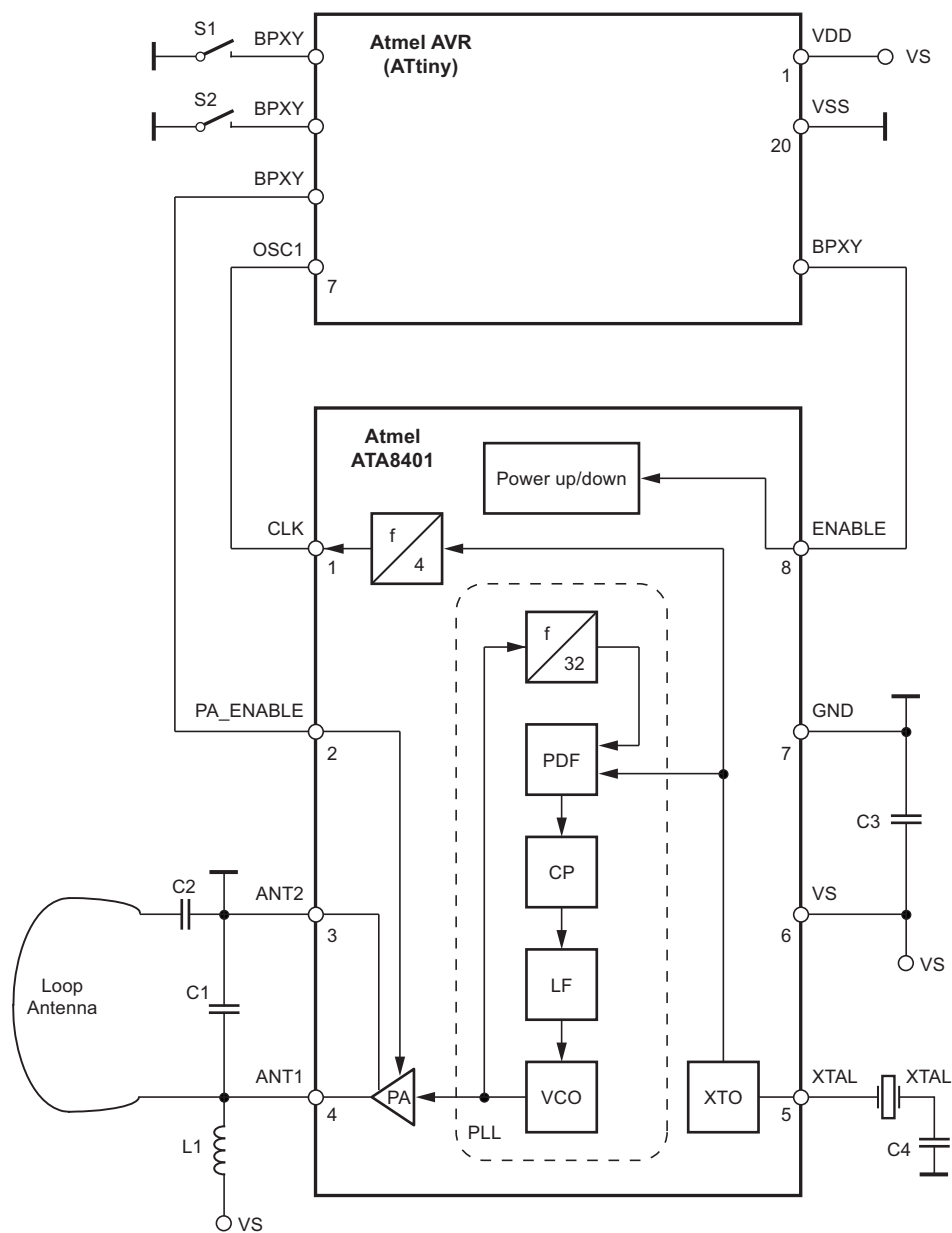 S1
BPXY
Atmel AVR
(ATtiny)
VDD
1
VS
S2
BPXY
VSS
20
BPXY
OSC1
7
BPXY
Atmel
ATA8401
Power up/down
CLK
1
f
4
ENABLE
8
f
32
PA_ENABLE
2
GND
7
PDF
C3
CP
C2
ANT2
3
VS
6
VS
Loop
Antenna
C1
LF
ANT1
4
PA
VCO
XTO
XTAL
5
XTAL
PLL
L1
C4
VS